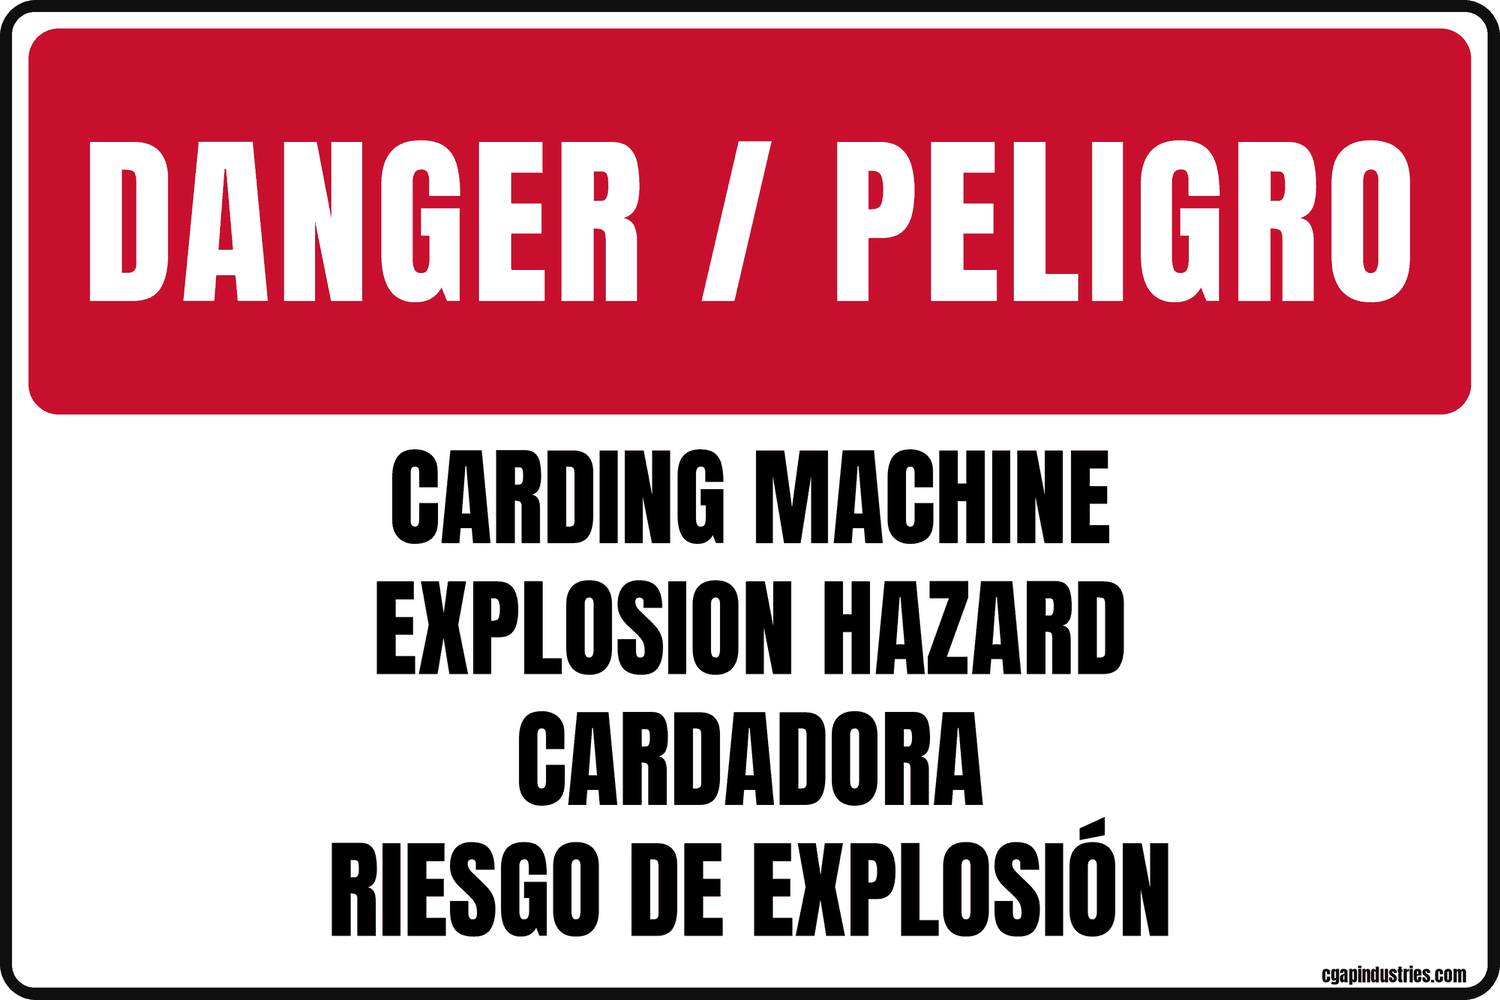 DANGER / PELIGRO
CARDING MACHINE
EXPLOSION HAZARD
CARDADORA
RIESGO DE EXPLOSIÓN
cgapindustries.com